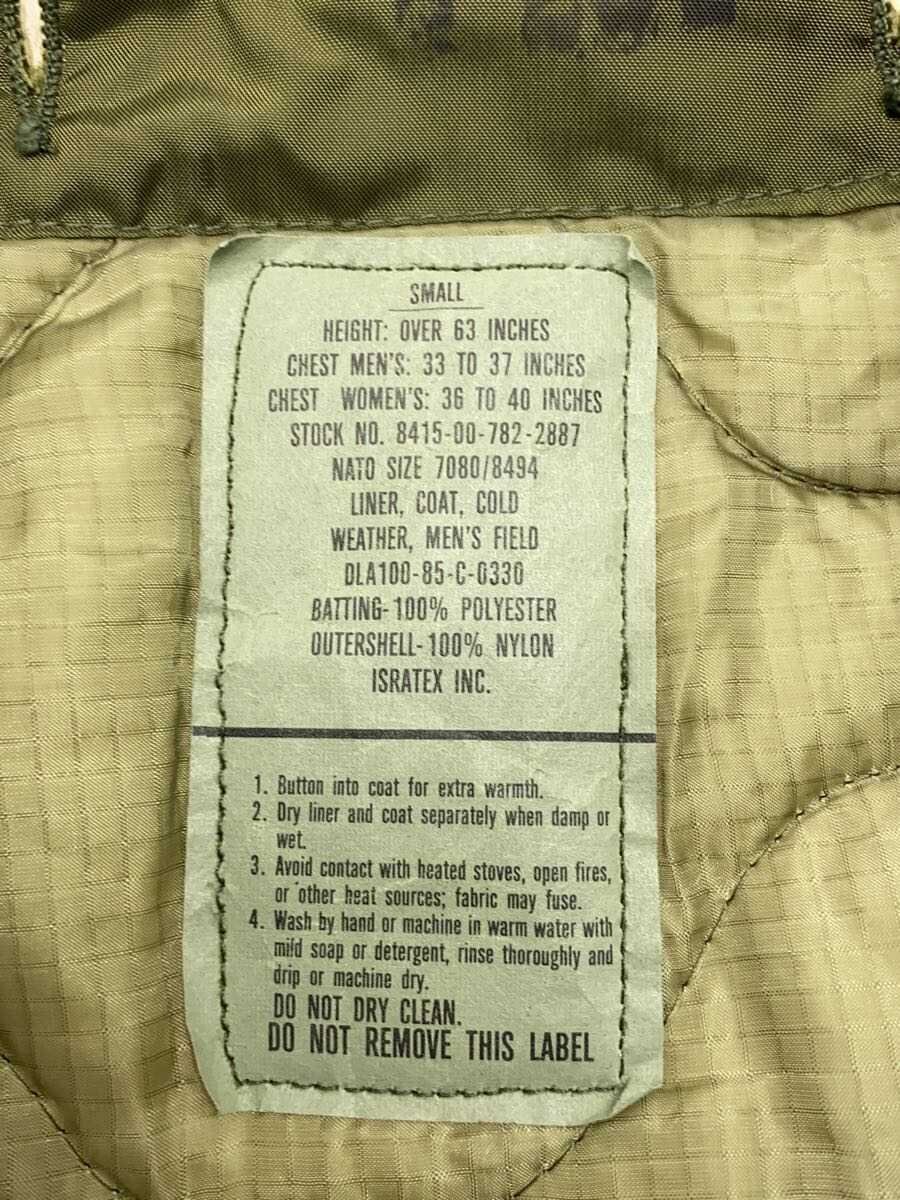 SMALL
HEIGHT: OVER 63 INCHES
CHEST MEN'S: 33 TO 37 INCHES
CHEST WOMEN'S: 36 TO 40 INCHES
STOCK NO. 8415-00-782-2887
NATO SIZE 7080/8494
LINER, COAT, COLD
WEATHER, MEN'S FIELD
DLA100-85-C-0330
BATTING-100% POLYESTER
OUTERSHELL-100% NYLON
ISRATEX INC.
1. Button into coat for extra warmth.
2. Dry liner and coat separately when damp or
wet.
3. Avoid contact with heated stoves, open fires,
or other heat sources; fabric may fuse.
4. Wash by hand or machine in warm water with
mild soap or detergent, rinse thoroughly and
drip or machine dry.
DO NOT DRY CLEAN.
DO NOT REMOVE THIS LABEL